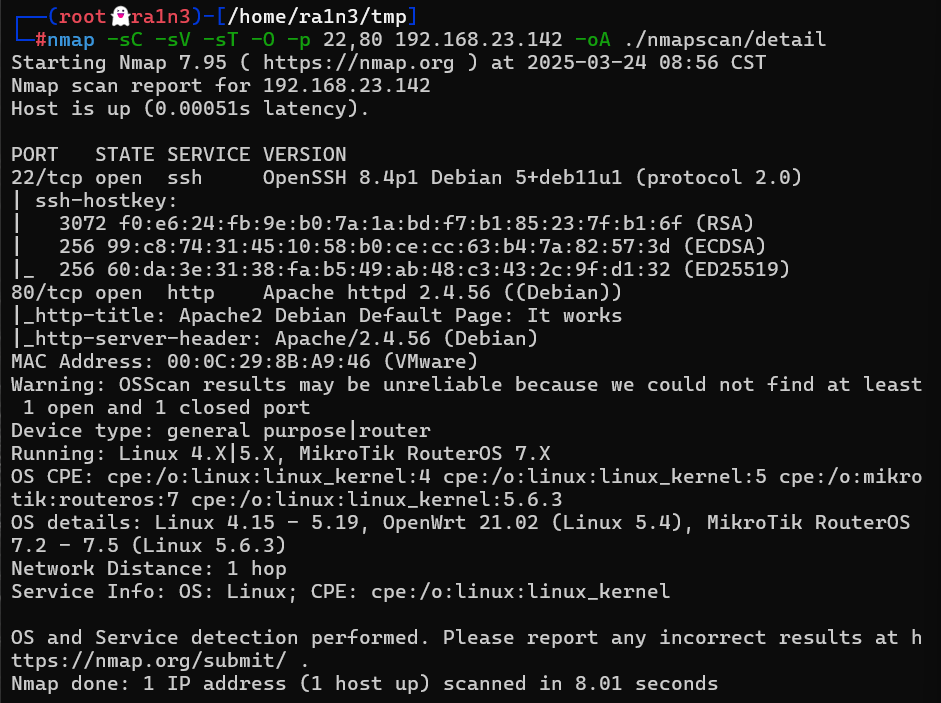 ┌──(root👻ra1n3)-[/home/ra1n3/tmp]
└─#nmap -sC -sV -sT -O -p 22,80 192.168.23.142 -oA ./nmapscan/detail
Starting Nmap 7.95 ( https://nmap.org ) at 2025-03-24 08:56 CST
Nmap scan report for 192.168.23.142
Host is up (0.00051s latency).

PORT   STATE SERVICE VERSION
22/tcp open  ssh     OpenSSH 8.4p1 Debian 5+deb11u1 (protocol 2.0)
| ssh-hostkey:
|   3072 f0:e6:24:fb:9e:b0:7a:1a:bd:f7:b1:85:23:7f:b1:6f (RSA)
|   256 99:c8:74:31:45:10:58:b0:ce:cc:63:b4:7a:82:57:3d (ECDSA)
|_  256 60:da:3e:31:38:fa:b5:49:ab:48:c3:43:2c:9f:d1:32 (ED25519)
80/tcp open  http    Apache httpd 2.4.56 ((Debian))
|_http-title: Apache2 Debian Default Page: It works
|_http-server-header: Apache/2.4.56 (Debian)
MAC Address: 00:0C:29:8B:A9:46 (VMware)
Warning: OSScan results may be unreliable because we could not find at least
 1 open and 1 closed port
Device type: general purpose|router
Running: Linux 4.X|5.X, MikroTik RouterOS 7.X
OS CPE: cpe:/o:linux:linux_kernel:4 cpe:/o:linux:linux_kernel:5 cpe:/o:mikro
tik:routeros:7 cpe:/o:linux:linux_kernel:5.6.3
OS details: Linux 4.15 - 5.19, OpenWrt 21.02 (Linux 5.4), MikroTik RouterOS
7.2 - 7.5 (Linux 5.6.3)
Network Distance: 1 hop
Service Info: OS: Linux; CPE: cpe:/o:linux:linux_kernel

OS and Service detection performed. Please report any incorrect results at h
ttps://nmap.org/submit/ .
Nmap done: 1 IP address (1 host up) scanned in 8.01 seconds